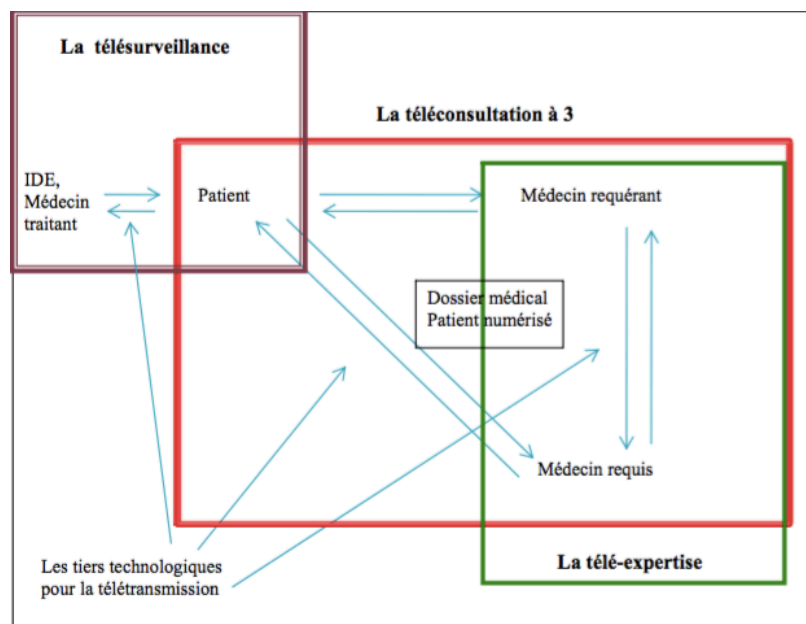 La télésurveillance
La téléconsultation à 3
IDE,
Médecin
traitant
Patient
Médecin requérant
Dossier médical
Patient numérisé
Médecin requis
Les tiers technologiques
pour la télétransmission
La télé-expertise